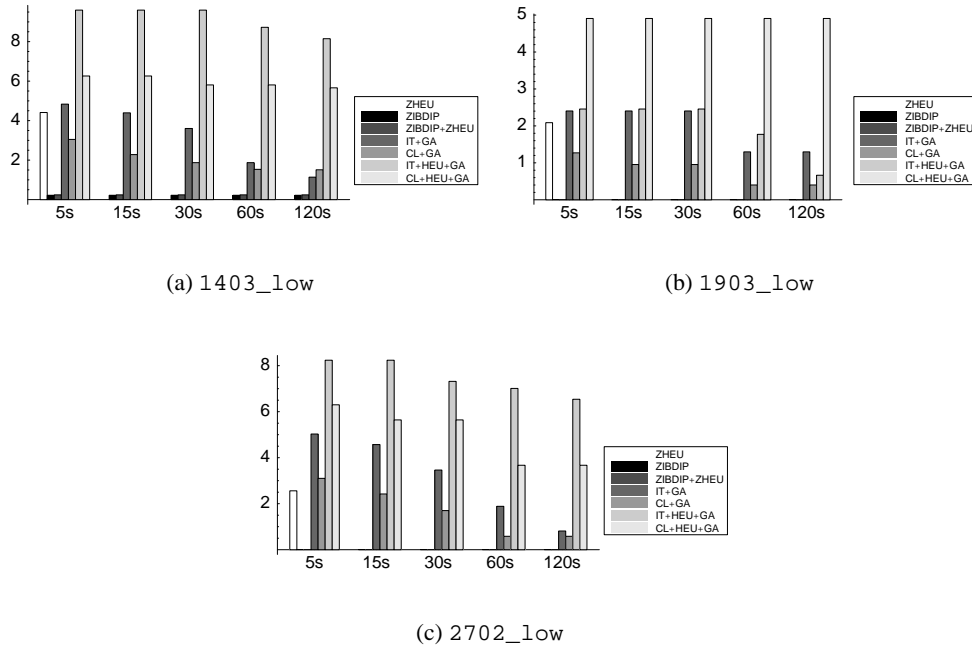 8
6
4
2
5s 15s 30s 60s 120s
ZHEU
ZIBDIP
ZIBDIP+ZHEU
IT+GA
CL+GA
IT+HEU+GA
CL+HEU+GA
(a) 1403_low
5
4
3
2
1
5s 15s 30s 60s 120s
ZHEU
ZIBDIP
ZIBDIP+ZHEU
IT+GA
CL+GA
IT+HEU+GA
CL+HEU+GA
(b) 1903_low
8
6
4
2
5s 15s 30s 60s 120s
ZHEU
ZIBDIP
ZIBDIP+ZHEU
IT+GA
CL+GA
IT+HEU+GA
CL+HEU+GA
(c) 2702_low